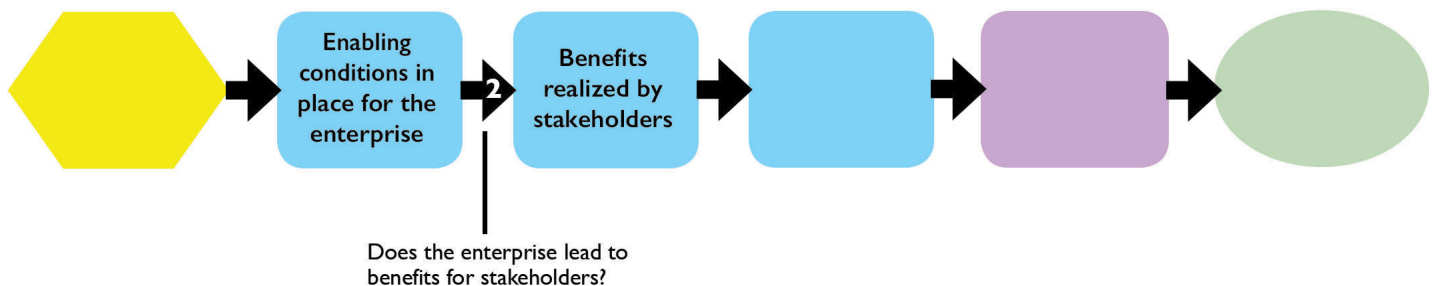 Enabling
conditions in
place for the
enterprise
2
Benefits
realized by
stakeholders
Does the enterprise lead to
benefits for stakeholders?